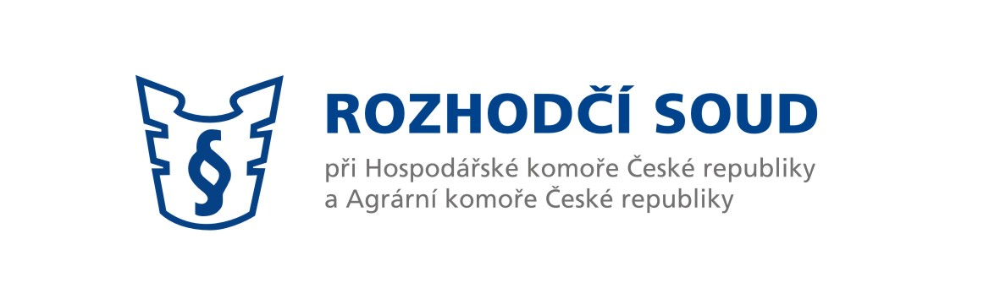 §
ROZHODČÍ SOUD
při Hospodářské komoře České republiky
a Agrární komoře České republiky